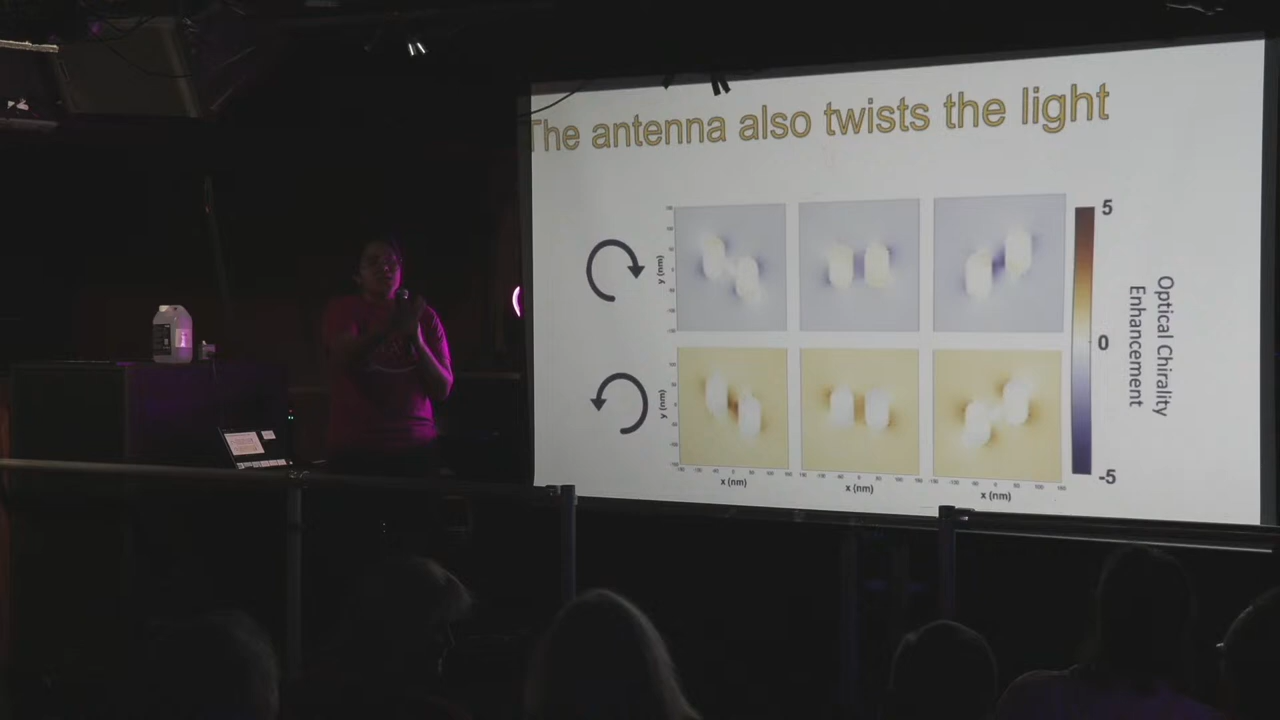 The antenna also twists the light
5
0
-5
Optical Chirality
Enhancement
y (nm)
y (nm)
x (nm)
x (nm)
x (nm)